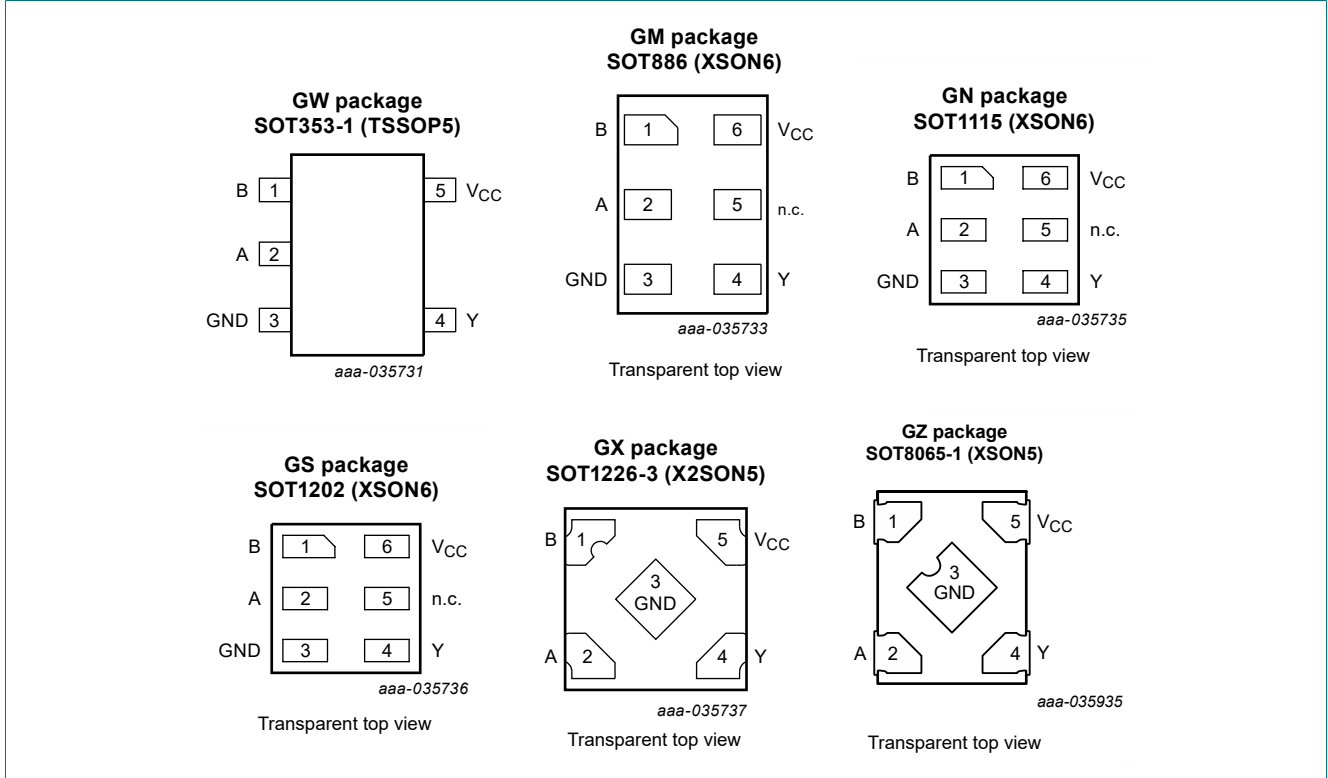 GW package
SOT353-1 (TSSOP5)
B 1 5 VCC
A 2
GND 3 4 Y
aaa-035731
GM package
SOT886 (XSON6)
B 1 6 VCC
A 2 5 n.c.
GND 3 4 Y
aaa-035733
Transparent top view
GN package
SOT1115 (XSON6)
B 1 6 VCC
A 2 5 n.c.
GND 3 4 Y
aaa-035735
Transparent top view
GS package
SOT1202 (XSON6)
B 1 6 VCC
A 2 5 n.c.
GND 3 4 Y
aaa-035736
Transparent top view
GX package
SOT1226-3 (X2SON5)
B 1 5 VCC
3
GND
A 2 4 Y
aaa-035737
Transparent top view
GZ package
SOT8065-1 (XSON5)
B 1 5 VCC
3
GND
A 2 4 Y
aaa-035935
Transparent top view